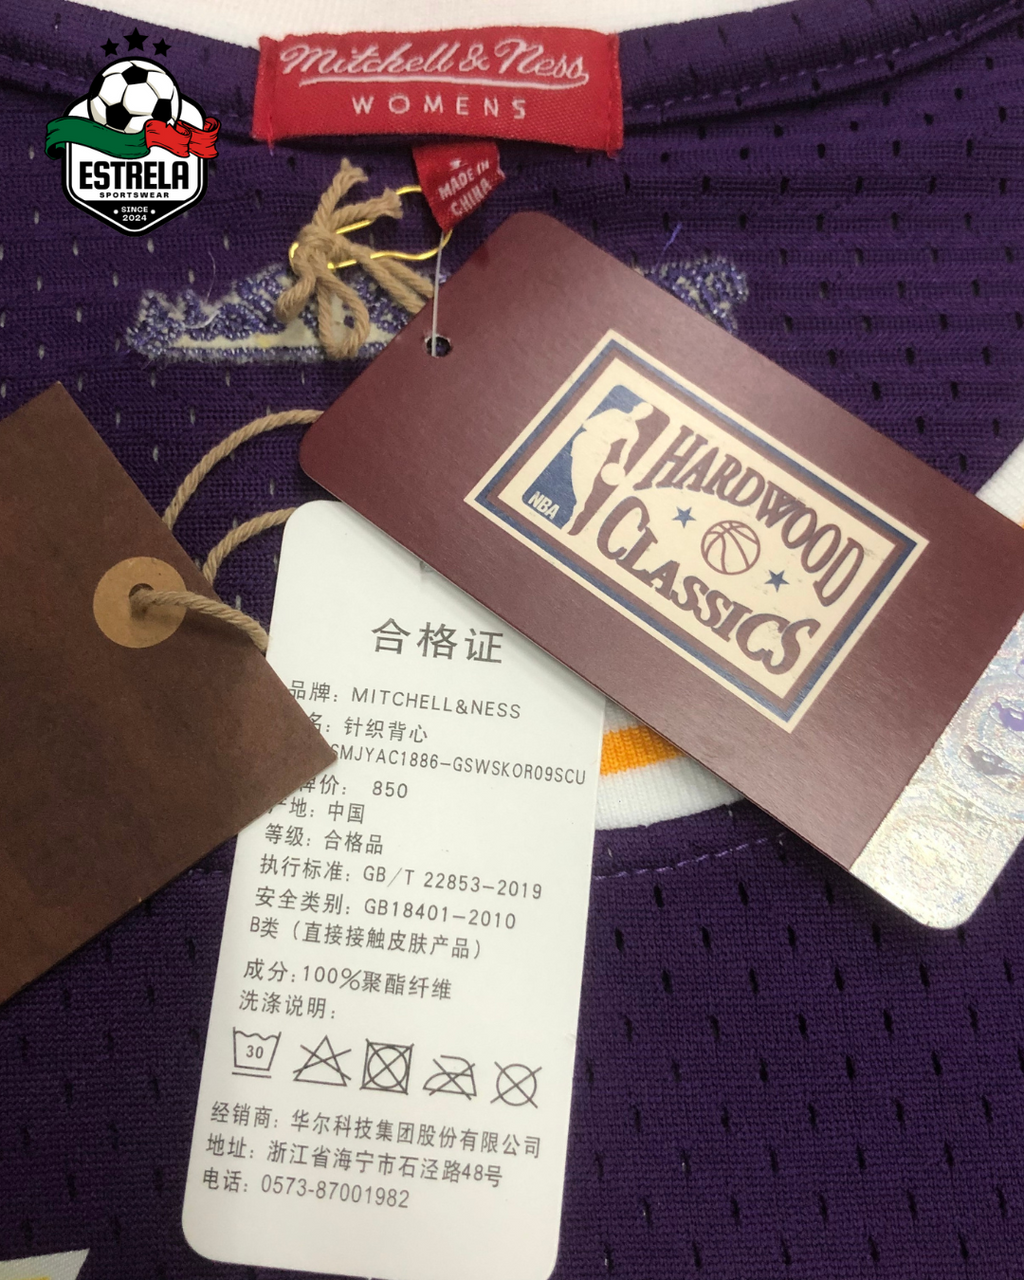 Mitchell & Ness
WOMENS
MADE IN
CHINA
ESTRELA
SPORTSWEAR
SINCE
2024
NBA
HARDWOOD
CLASSICS
合格证
品牌：MITCHELL&NESS
名：针织背心
SMJYAC1886-GSWSKOR09SCU
牌价： 850
产地：中国
等级：合格品
执行标准：GB/T 22853-2019
安全类别：GB18401-2010
B类（直接接触皮肤产品）
成分：100%聚酯纤维
洗涤说明：
30
经销商：华尔科技集团股份有限公司
地址：浙江省海宁市石泾路48号
电话：0573-87001982